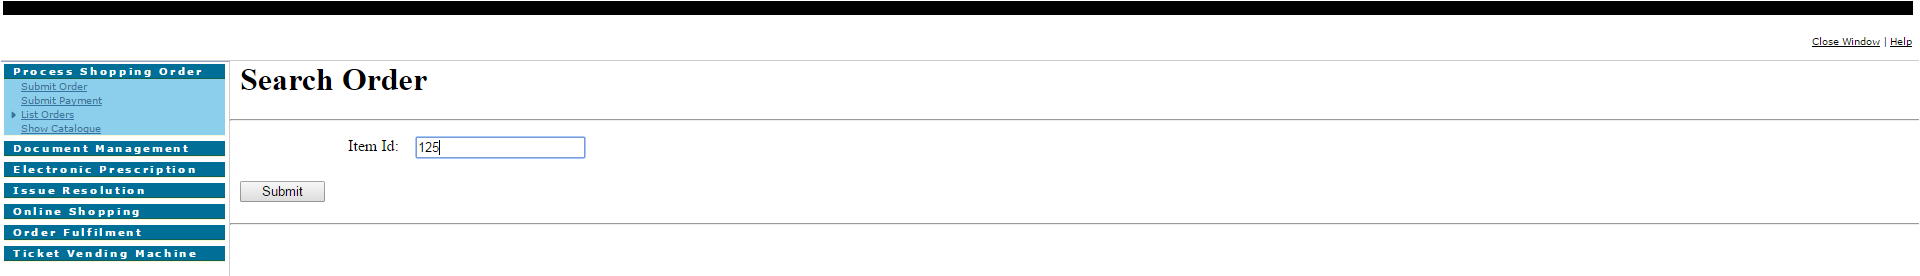 Close Window | Help
Process Shopping Order
Submit Order
Submit Payment
List Orders
Show Catalogue
Document Management
Electronic Prescription
Issue Resolution
Online Shopping
Order Fulfilment
Ticket Vending Machine
Search Order
Item Id: 125
Submit